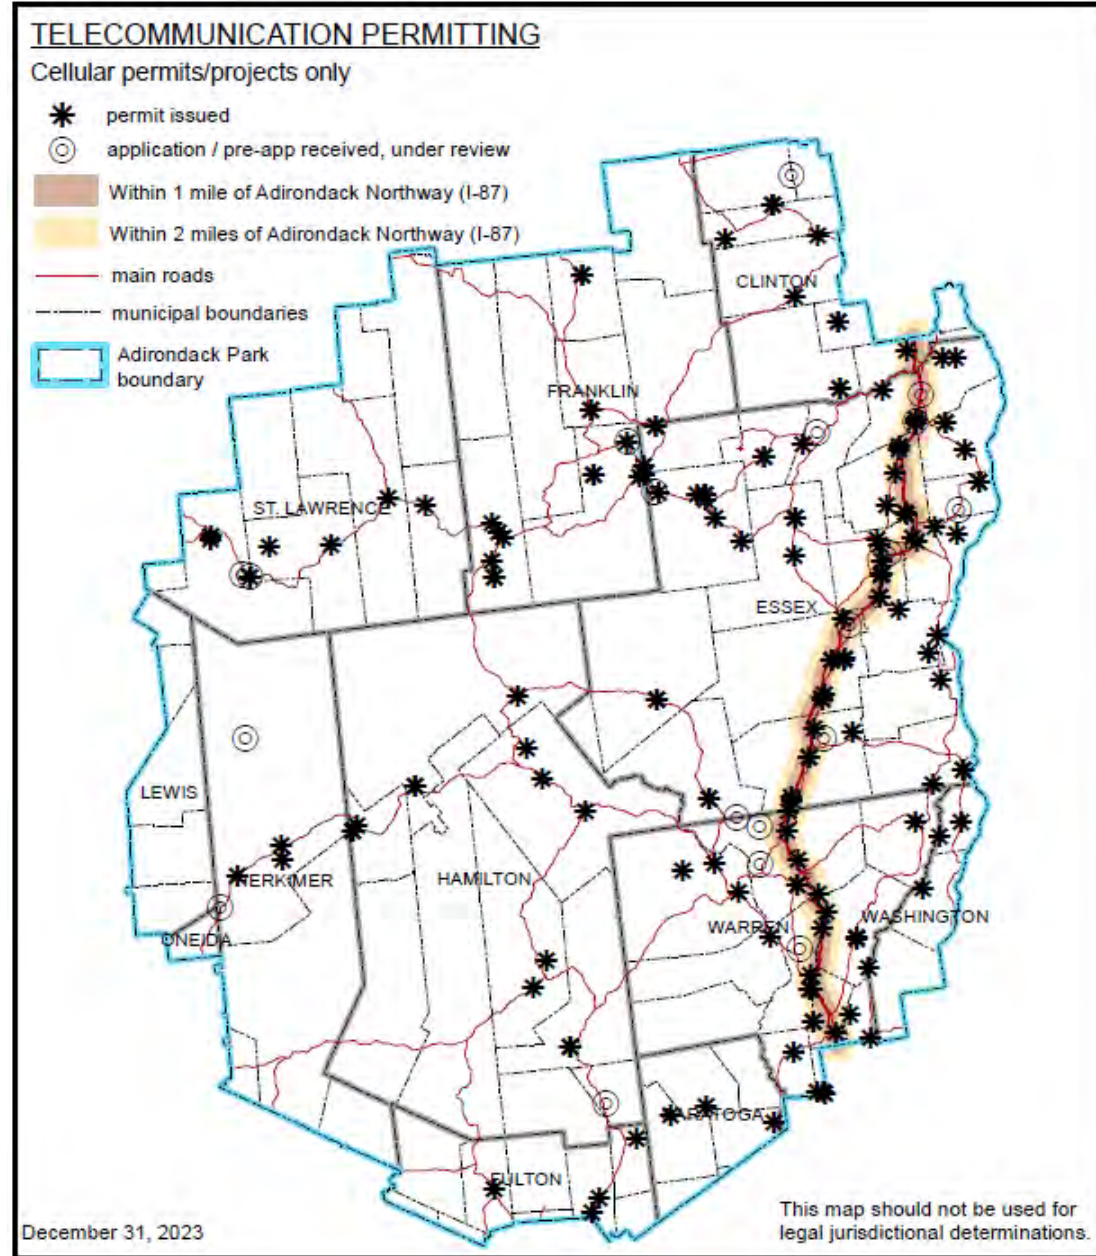 TELECOMMUNICATION PERMITTING
Cellular permits/projects only
permit issued
application / pre-app received, under review
Within 1 mile of Adirondack Northway (I-87)
Within 2 miles of Adirondack Northway (I-87)
main roads
municipal boundaries
Adirondack Park
boundary
CLINTON
FRANKLIN
ST. LAWRENCE
ESSEX
LEWIS
HERKIMER
HAMILTON
WARREN
WASHINGTON
ONEIDA
SARATOGA
FULTON
This map should not be used for
legal jurisdictional determinations.
December 31, 2023